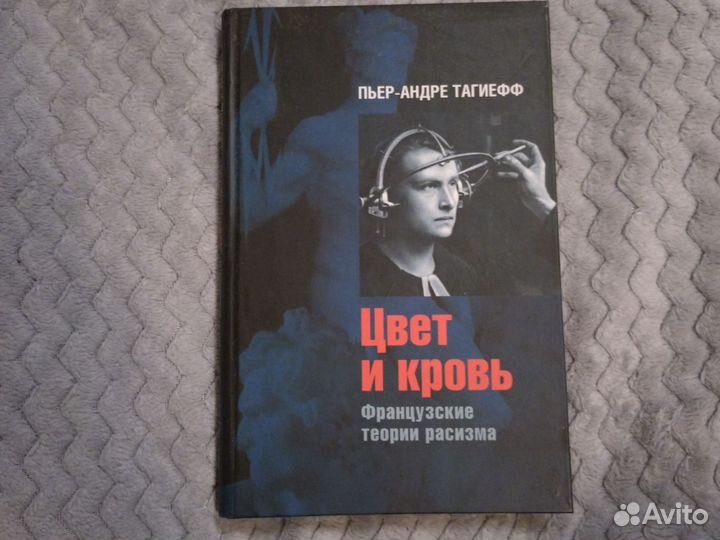 ПЬЕР-АНДРЕ ТАГИЕФФ
Цвет
и кровь
Французские
теории расизма
Avito